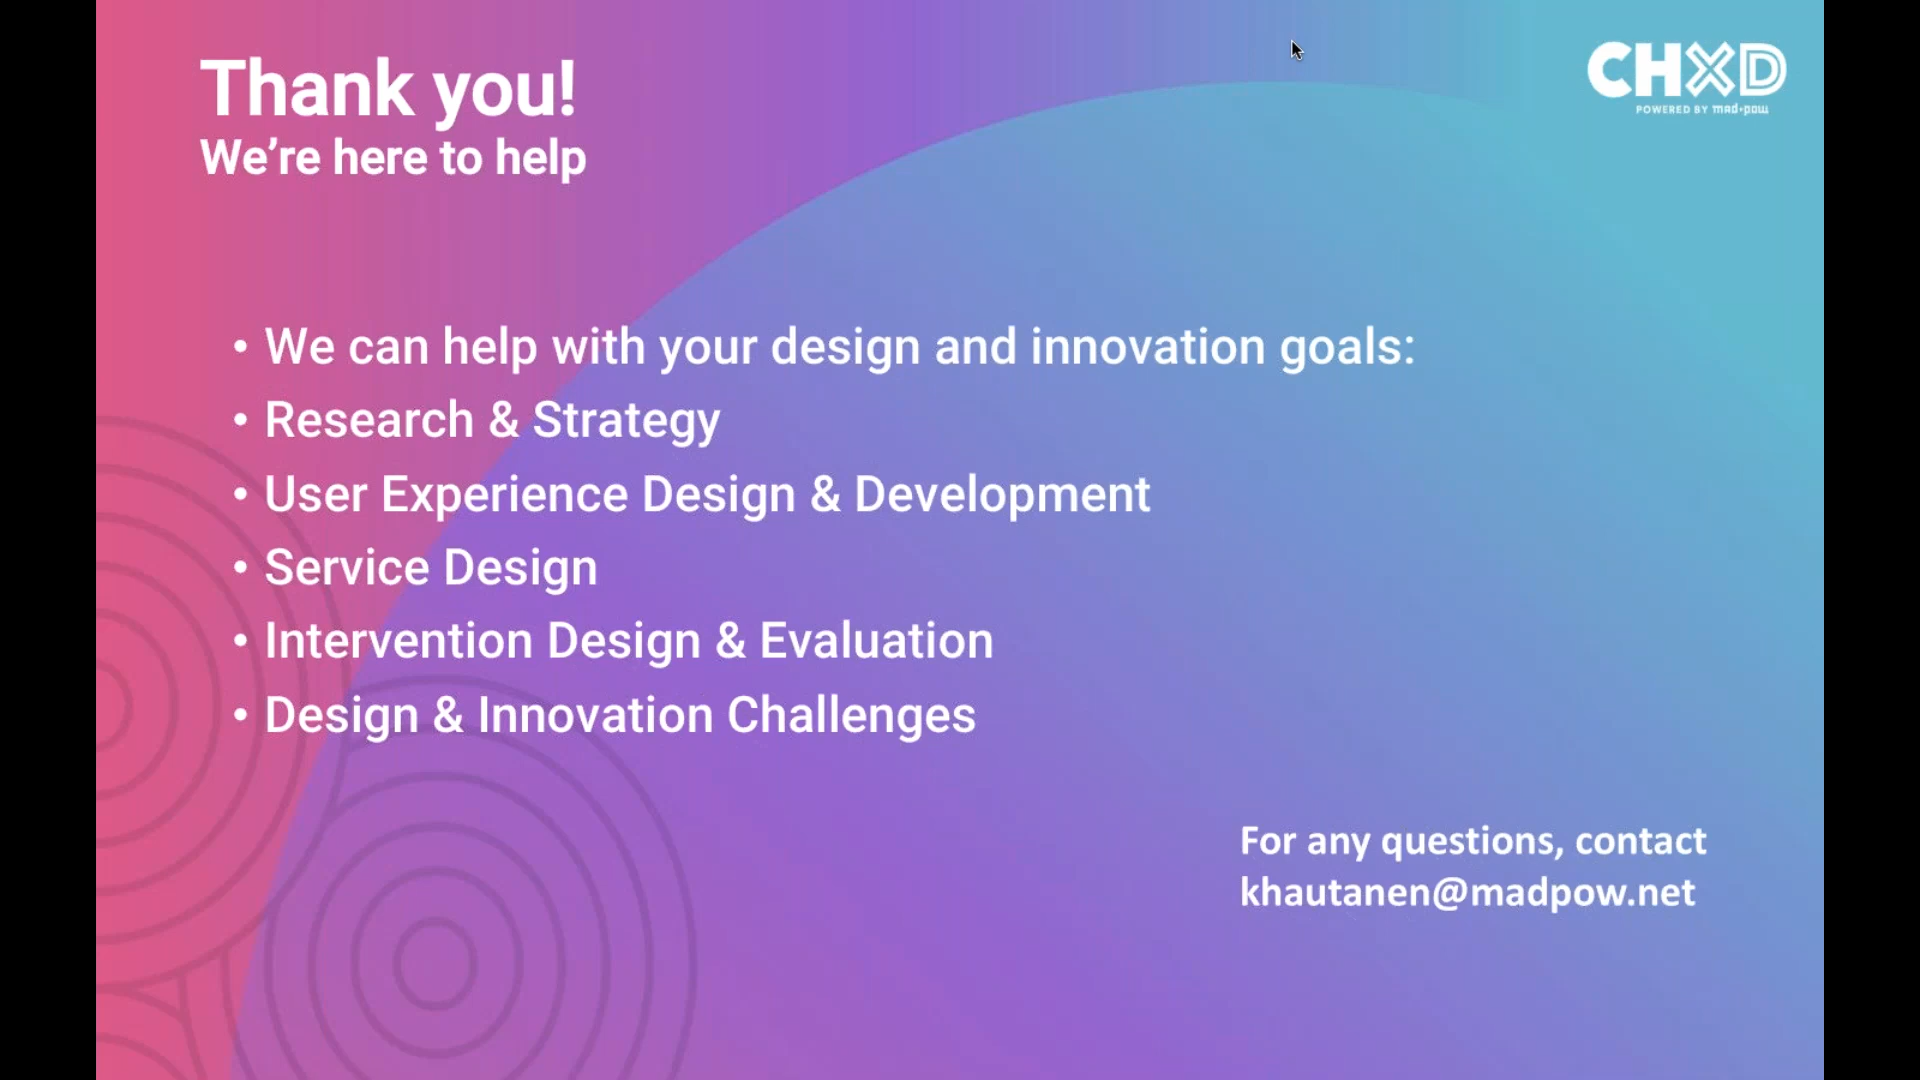 Thank you!
We’re here to help
CHXD
POWERED BY mad*pow
• We can help with your design and innovation goals:
• Research & Strategy
• User Experience Design & Development
• Service Design
• Intervention Design & Evaluation
• Design & Innovation Challenges
For any questions, contact
khautanen@madpow.net